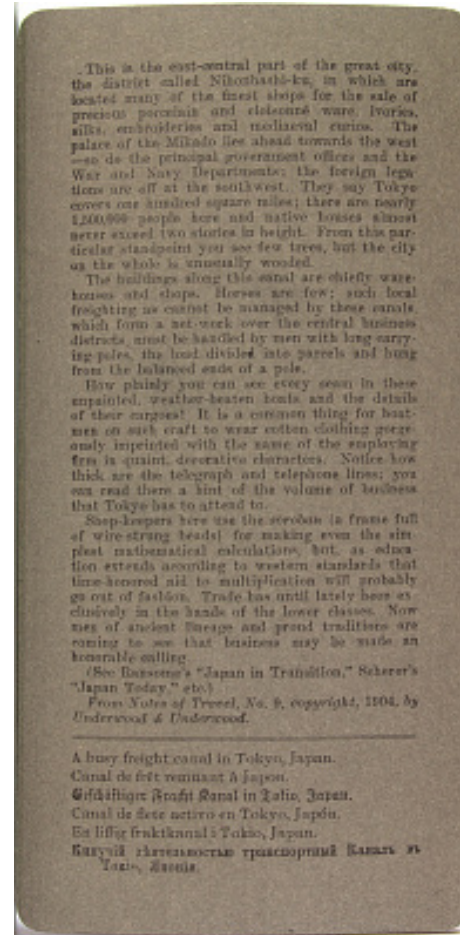 This is the east-central part of the great city,
the district called Nihonbashi-ku, in which are
located many of the finest shops for the sale of
precious porcelain and cloisonné ware, ivories,
silks, embroideries and mediaeval curios. The
palace of the Mikado lies ahead towards the west
—so do the principal government offices and the
War and Navy Departments; the foreign lega-
tions are off at the southwest. They say Tokyo
covers one hundred square miles; there are nearly
1,500,000 people here and native houses almost
never exceed two stories in height. From this par-
ticular standpoint you see few trees, but the city
on the whole is unusually wooded.
The buildings along this canal are chiefly ware-
houses and shops. Horses are few; such local
freighting as cannot be managed by these canals,
which form a net-work over the central business
districts, must be handled by men with long carry-
ing-poles, the load divided into parcels and hung
from the balanced ends of a pole.
How plainly you can see every seam in these
unpainted, weather-beaten boats and the details
of their cargoes! It is a common thing for boat-
men on such craft to wear cotton clothing gorge-
ously imprinted with the name of the employing
firm in quaint, decorative characters. Notice how
thick are the telegraph and telephone lines; you
can read there a hint of the volume of business
that Tokyo has to attend to.
Shop-keepers here use the soroban (a frame full
of wire-strung beads) for making even the sim-
plest mathematical calculations, but, as educa-
tion extends according to western standards that
time-honored aid to multiplication will probably
go out of fashion. Trade has until lately been ex-
clusively in the hands of the lower classes. Now
men of ancient lineage and proud traditions are
coming to see that business may be made an
honorable calling.
(See Ransome's "Japan in Transition," Scherer's
"Japan Today," etc.)
From Notes of Travel, No. 9, copyright, 1904, by
Underwood & Underwood.
A busy freight canal in Tokyo, Japan.
Canal de frêt remuant à Japon.
Geschäftiger Fracht Kanal in Tokio, Japan.
Canal de flete activo en Tokyo, Japón.
En liflig fraktkanal i Tokio, Japan.
Кипучій дѣятельностью транспортный Каналъ въ
Токіо, Японія.